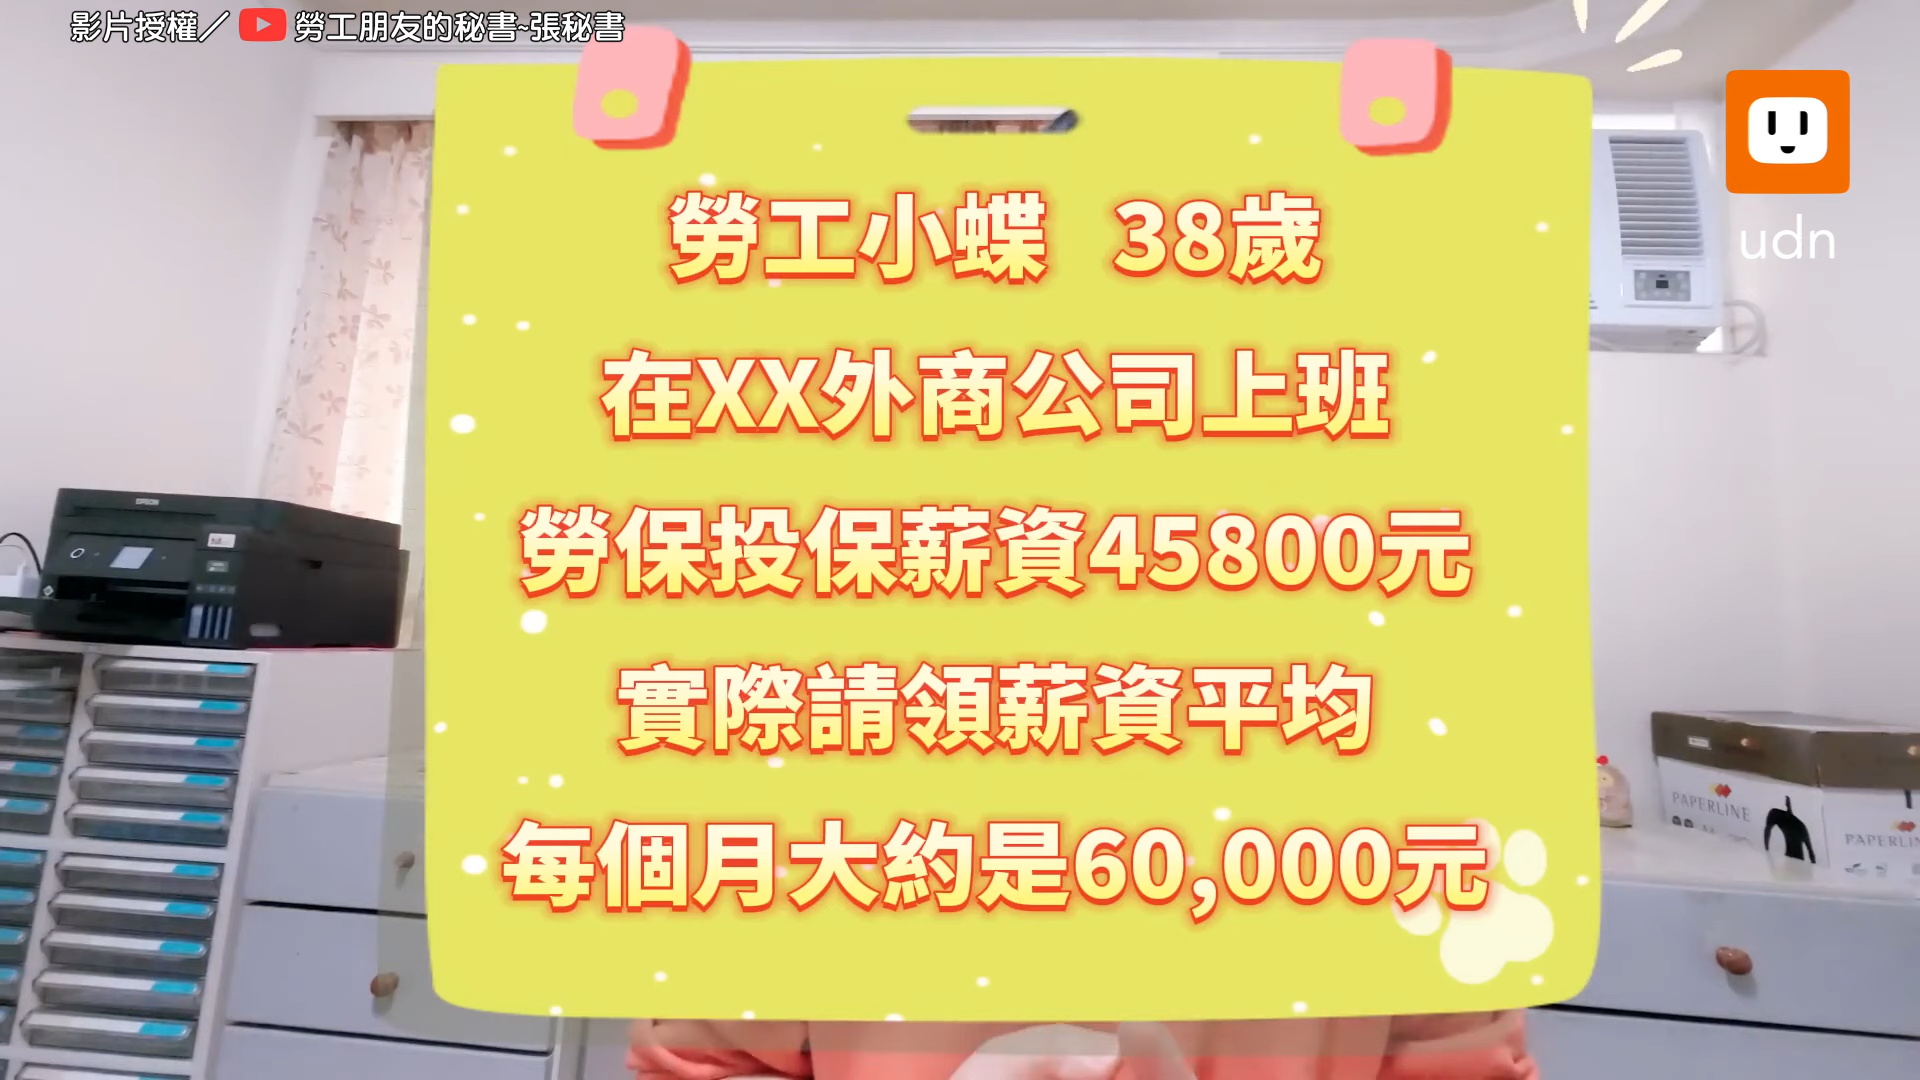 影片授權／ 勞工朋友的秘書~張秘書
udn
勞工小蝶 38歲
在XX外商公司上班
勞保投保薪資45800元
實際請領薪資平均
每個月大約是60,000元
EPSON
PAPERLINE
PAPERLIN